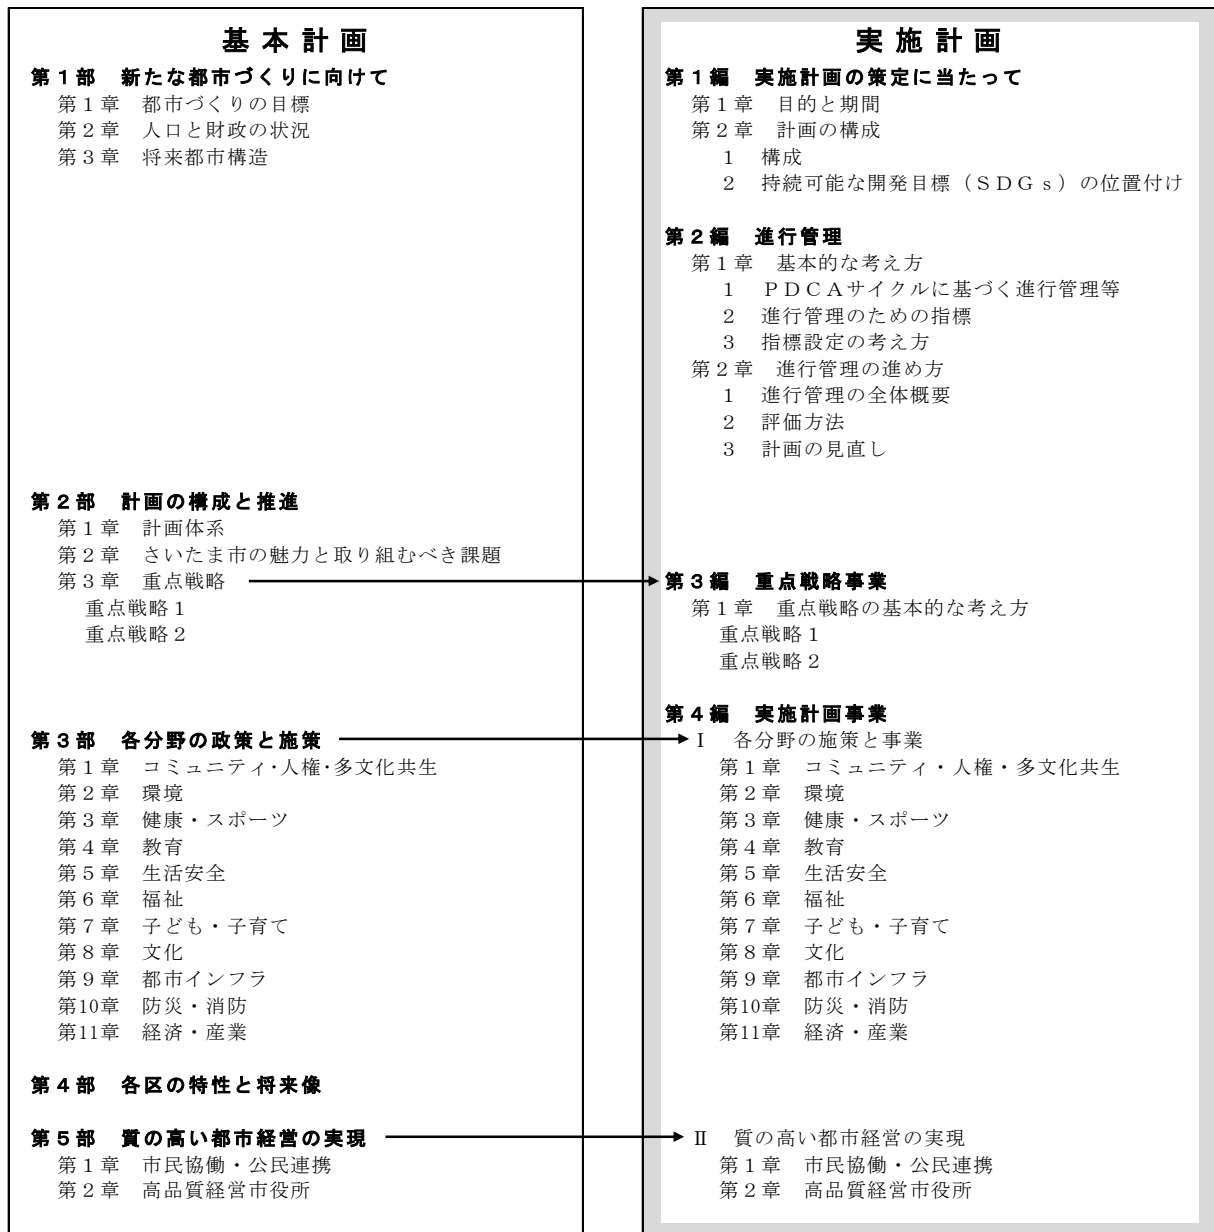 基本計画
第１部　新たな都市づくりに向けて
第１章　都市づくりの目標
第２章　人口と財政の状況
第３章　将来都市構造
第２部　計画の構成と推進
第１章　計画体系
第２章　さいたま市の魅力と取り組むべき課題
第３章　重点戦略
重点戦略１
重点戦略２
第３部　各分野の政策と施策
第１章　コミュニティ･人権･多文化共生
第２章　環境
第３章　健康・スポーツ
第４章　教育
第５章　生活安全
第６章　福祉
第７章　子ども・子育て
第８章　文化
第９章　都市インフラ
第10章　防災・消防
第11章　経済・産業
第４部　各区の特性と将来像
第５部　質の高い都市経営の実現
第１章　市民協働・公民連携
第２章　高品質経営市役所
実施計画
第１編　実施計画の策定に当たって
第１章　目的と期間
第２章　計画の構成
１　構成
２　持続可能な開発目標（ＳＤＧｓ）の位置付け
第２編　進行管理
第１章　基本的な考え方
１　ＰＤＣＡサイクルに基づく進行管理等
２　進行管理のための指標
３　指標設定の考え方
第２章　進行管理の進め方
１　進行管理の全体概要
２　評価方法
３　計画の見直し
第３編　重点戦略事業
第１章　重点戦略の基本的な考え方
重点戦略１
重点戦略２
第４編　実施計画事業
Ⅰ　各分野の施策と事業
第１章　コミュニティ・人権・多文化共生
第２章　環境
第３章　健康・スポーツ
第４章　教育
第５章　生活安全
第６章　福祉
第７章　子ども・子育て
第８章　文化
第９章　都市インフラ
第10章　防災・消防
第11章　経済・産業
Ⅱ　質の高い都市経営の実現
第１章　市民協働・公民連携
第２章　高品質経営市役所